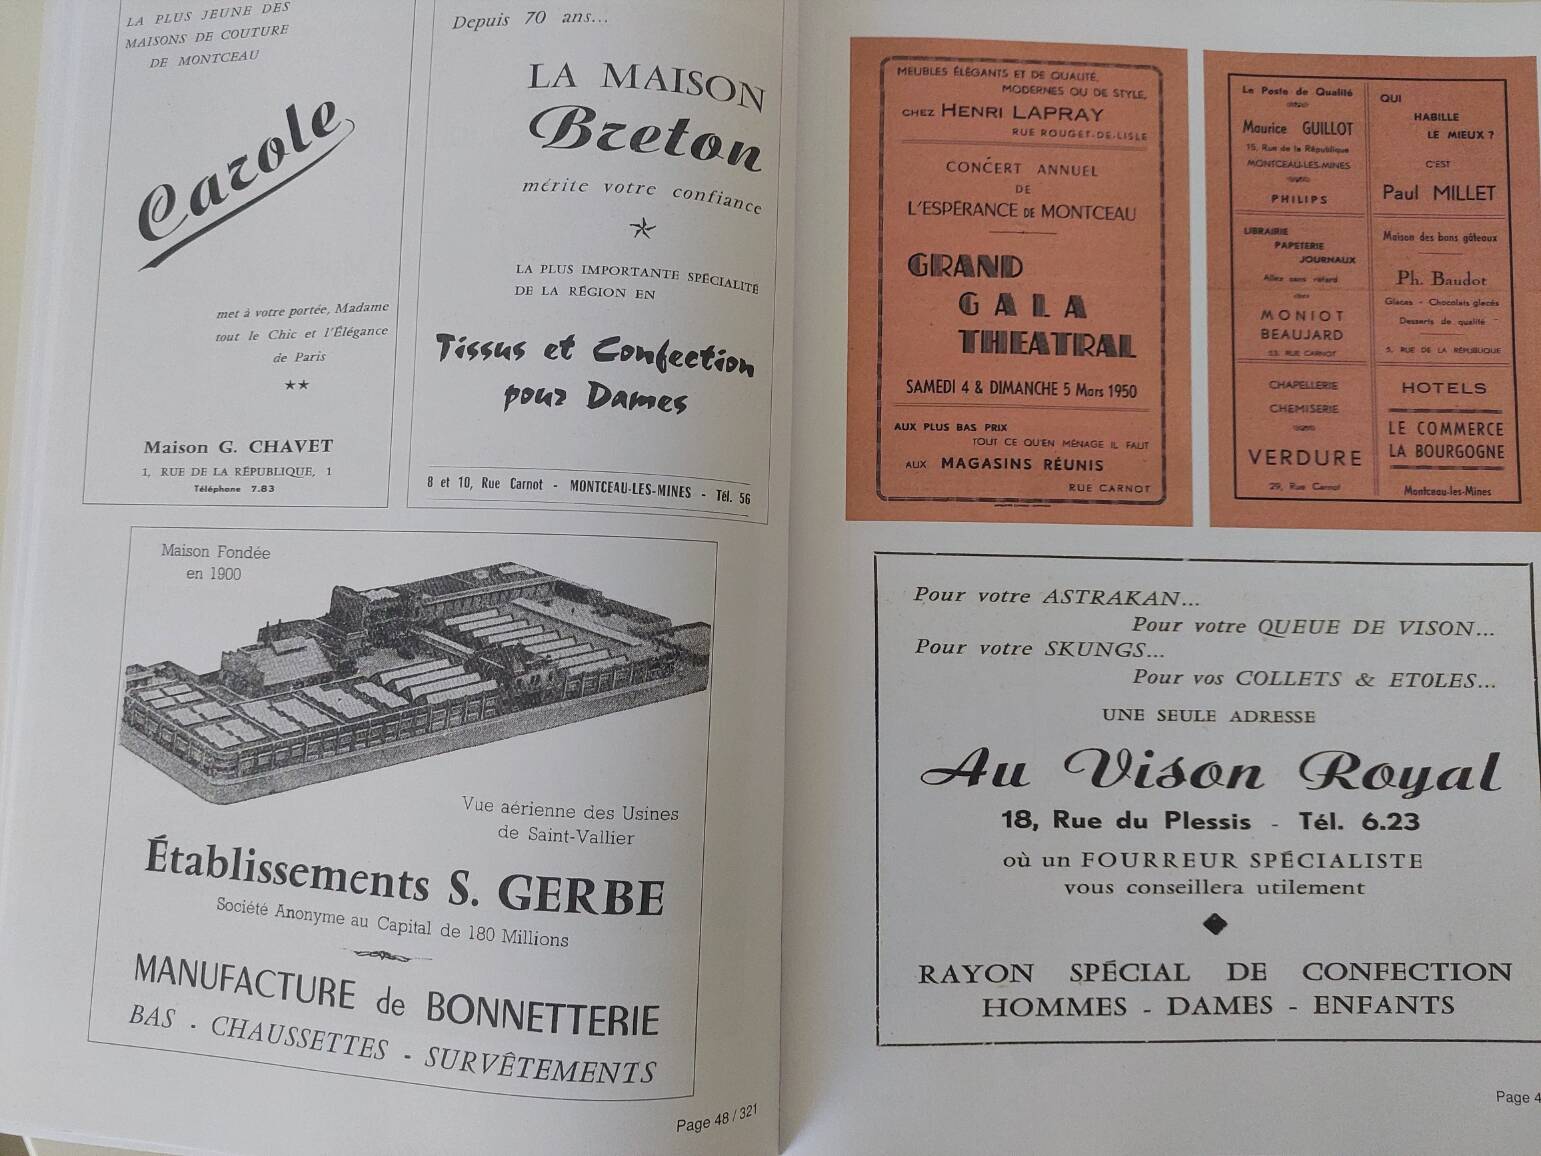 LA PLUS JEUNE DES
MAISONS DE COUTURE
DE MONTCEAU
Carole
met à votre portée, Madame
tout le Chic et l'Élégance
de Paris
Maison G. CHAVET
1, RUE DE LA RÉPUBLIQUE, 1
Téléphone 7.83
Depuis 70 ans...
LA MAISON
Breton
mérite votre confiance
LA PLUS IMPORTANTE SPÉCIALITÉ
DE LA RÉGION EN
Tissus et Confection
pour Dames
8 et 10, Rue Carnot - MONTCEAU-LES-MINES - Tél. 56
Maison Fondée
en 1900
Vue aérienne des Usines
de Saint-Vallier
Établissements S. GERBE
Société Anonyme au Capital de 180 Millions
MANUFACTURE de BONNETTERIE
BAS - CHAUSSETTES - SURVÊTEMENTS
Page 48 / 321
MEUBLES ÉLÉGANTS ET DE QUALITÉ,
MODERNES OU DE STYLE,
CHEZ HENRI LAPRAY
RUE ROUGET-DE-LISLE
CONCERT ANNUEL
DE
L'ESPÉRANCE DE MONTCEAU
GRAND
GALA
THEATRAL
SAMEDI 4 & DIMANCHE 5 Mars 1950
AUX PLUS BAS PRIX
TOUT CE QU'EN MÉNAGE IL FAUT
AUX MAGASINS RÉUNIS
RUE CARNOT
Le Poste de Qualité
Maurice GUILLOT
15, Rue de la République
MONTCEAU-LES-MINES
PHILIPS
LIBRAIRIE
PAPETERIE
JOURNAUX
Allez sans retard
chez
MONIOT
BEAUJARD
RUE CARNOT
CHAPELLERIE
CHEMISERIE
VERDURE
29, Rue Carnot
QUI
HABILLE
LE MIEUX ?
C'EST
Paul MILLET
Maison des bons gâteaux
Ph. Baudot
Glaces - Chocolats glacés
Desserts de qualité
5, RUE DE LA RÉPUBLIQUE
HOTELS
LE COMMERCE
LA BOURGOGNE
Montceau-les-Mines
Pour votre ASTRAKAN...
Pour votre QUEUE DE VISON...
Pour votre SKUNGS...
Pour vos COLLETS & ETOLES...
UNE SEULE ADRESSE
Au Vison Royal
18, Rue du Plessis - Tél. 6.23
où un FOURREUR SPÉCIALISTE
vous conseillera utilement
RAYON SPÉCIAL DE CONFECTION
HOMMES - DAMES - ENFANTS
Page 4